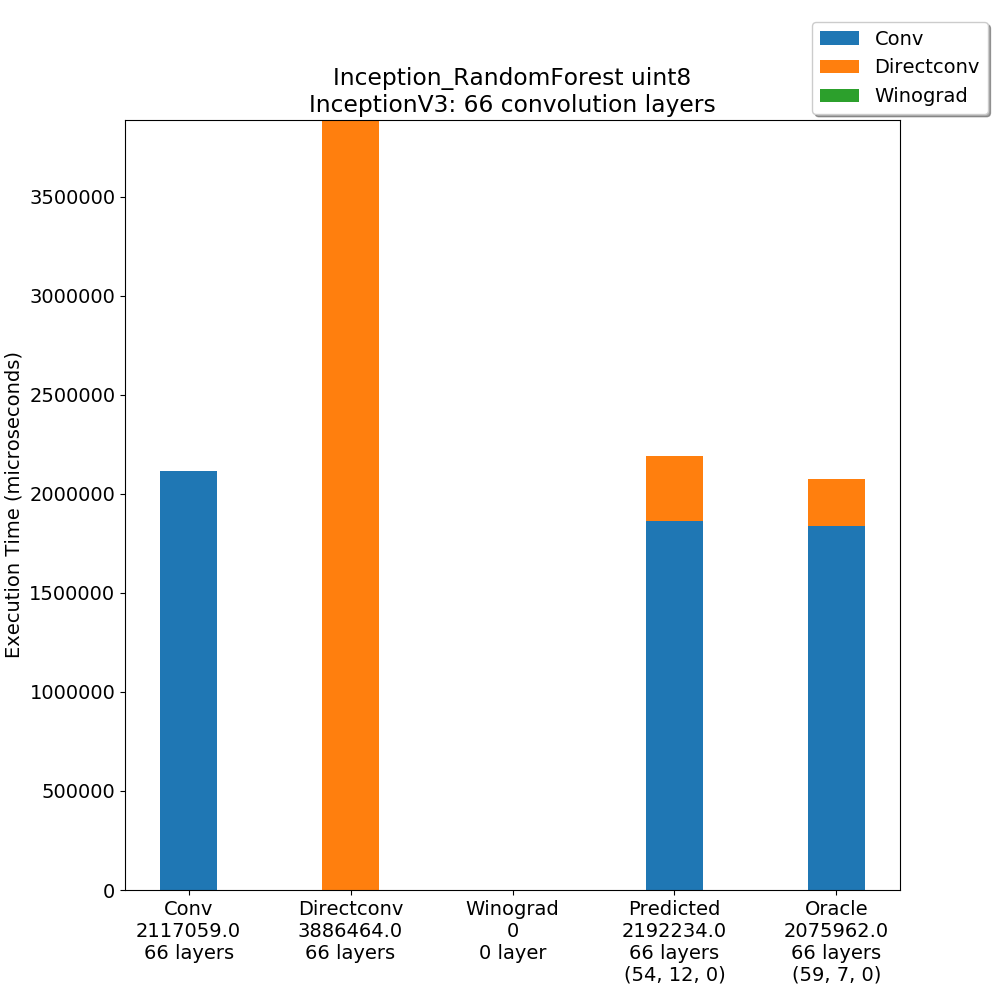 Conv
Directconv
Winograd
Inception_RandomForest uint8
InceptionV3: 66 convolution layers
Execution Time (microseconds)
3500000
3000000
2500000
2000000
1500000
1000000
500000
0
Conv
2117059.0
66 layers
Directconv
3886464.0
66 layers
Winograd
0
0 layer
Predicted
2192234.0
66 layers
(54, 12, 0)
Oracle
2075962.0
66 layers
(59, 7, 0)